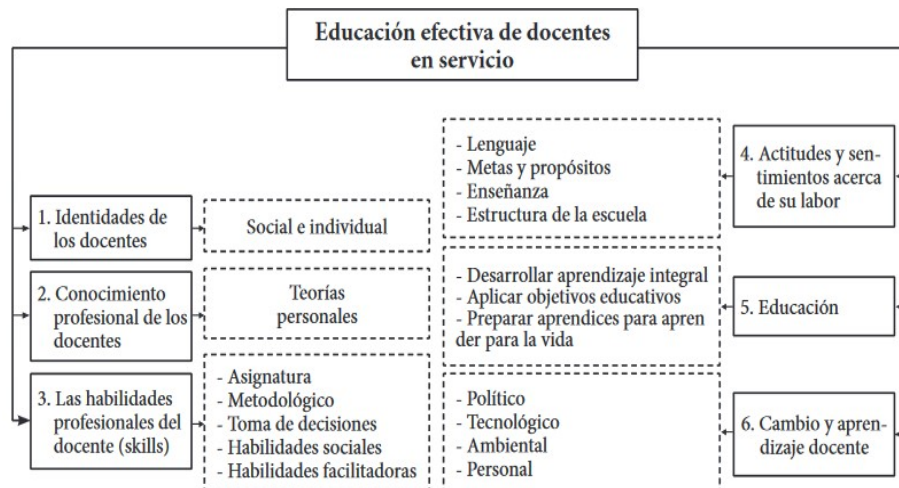 Educación efectiva de docentes
en servicio
1. Identidades de
los docentes
Social e individual
2. Conocimiento
profesional de los
docentes
Teorías
personales
3. Las habilidades
profesionales del
docente (skills)
- Asignatura
- Metodológico
- Toma de decisiones
- Habilidades sociales
- Habilidades facilitadoras
- Lenguaje
- Metas y propósitos
- Enseñanza
- Estructura de la escuela
4. Actitudes y sen-
timientos acerca
de su labor
- Desarrollar aprendizaje integral
- Aplicar objetivos educativos
- Preparar aprendices para apren
der para la vida
5. Educación
- Político
- Tecnológico
- Ambiental
- Personal
6. Cambio y apren-
dizaje docente